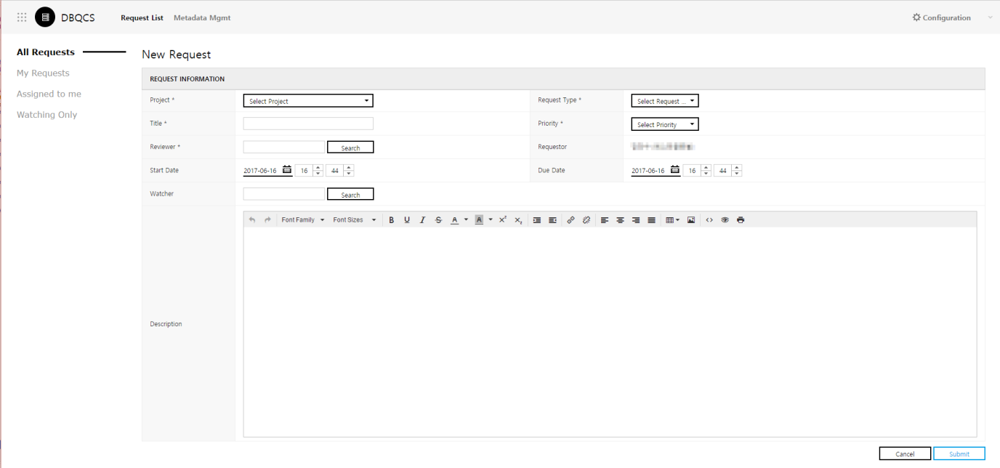 DBQCS Request List Metadata Mgmt Configuration
All Requests
My Requests
Assigned to me
Watching Only
New Request
REQUEST INFORMATION
Project * Select Project Request Type * Select Request ...
Title * Priority * Select Priority
Reviewer * Search Requestor
Start Date 2017-06-16 16 44 Due Date 2017-06-16 16 44
Watcher Search
Font Family Font Sizes B U I S A A X² X₂
Description
Cancel Submit